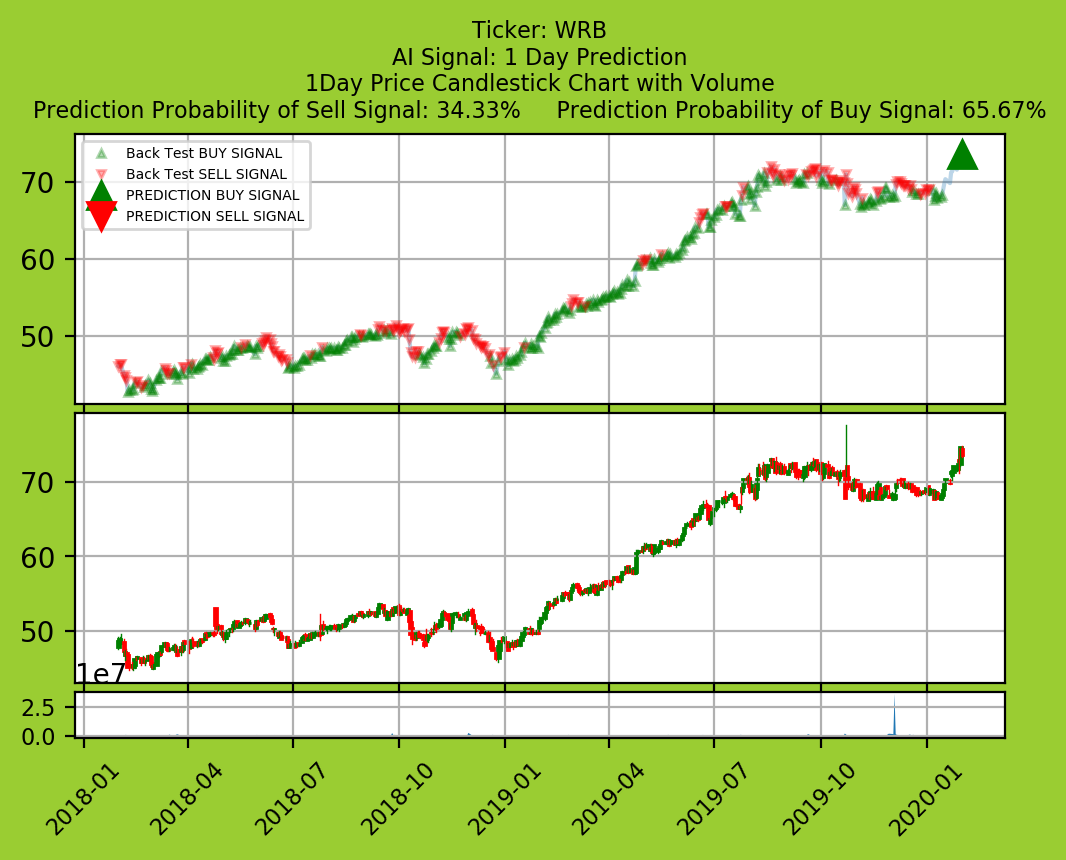 Ticker: WRB
AI Signal: 1 Day Prediction
1Day Price Candlestick Chart with Volume
Prediction Probability of Sell Signal: 34.33% Prediction Probability of Buy Signal: 65.67%
Back Test BUY SIGNAL
Back Test SELL SIGNAL
PREDICTION BUY SIGNAL
PREDICTION SELL SIGNAL
70
60
50
70
60
50
1e7
2.5
0.0
2018-01
2018-04
2018-07
2018-10
2019-01
2019-04
2019-07
2019-10
2020-01